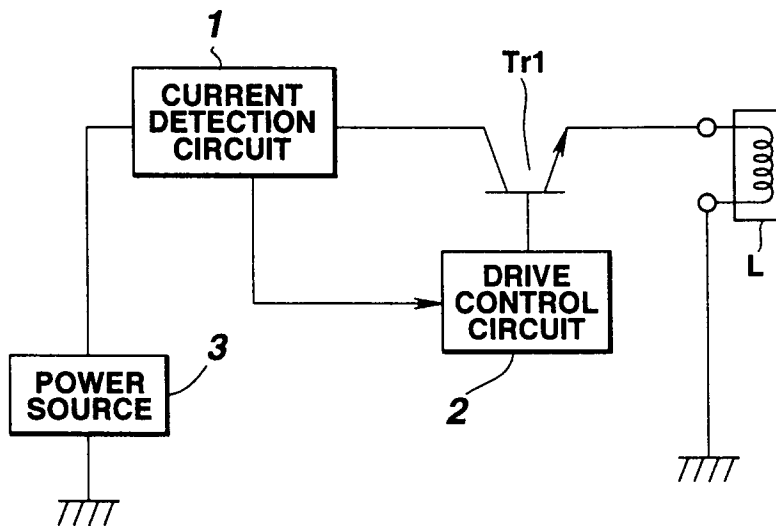 1
CURRENT
DETECTION
CIRCUIT
Tr1
L
DRIVE
CONTROL
CIRCUIT
2
POWER
SOURCE
3